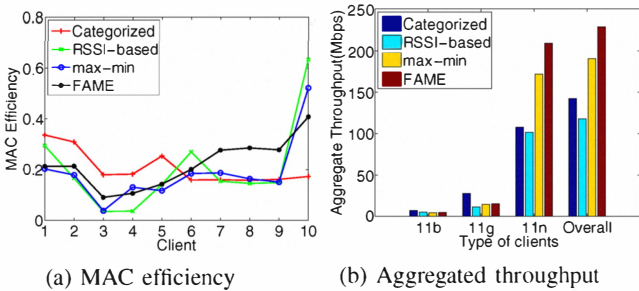 0.8
0.6
0.4
0.2
0
MAC Efficiency
Categorized
RSSI-based
max-min
FAME
1 2 3 4 5 6 7 8 9 10
Client
(a) MAC efficiency
250
200
150
100
50
0
Aggregate Throughput(Mbps)
Categorized
RSSI-based
max-min
FAME
11b 11g 11n Overall
Type of clients
(b) Aggregated throughput